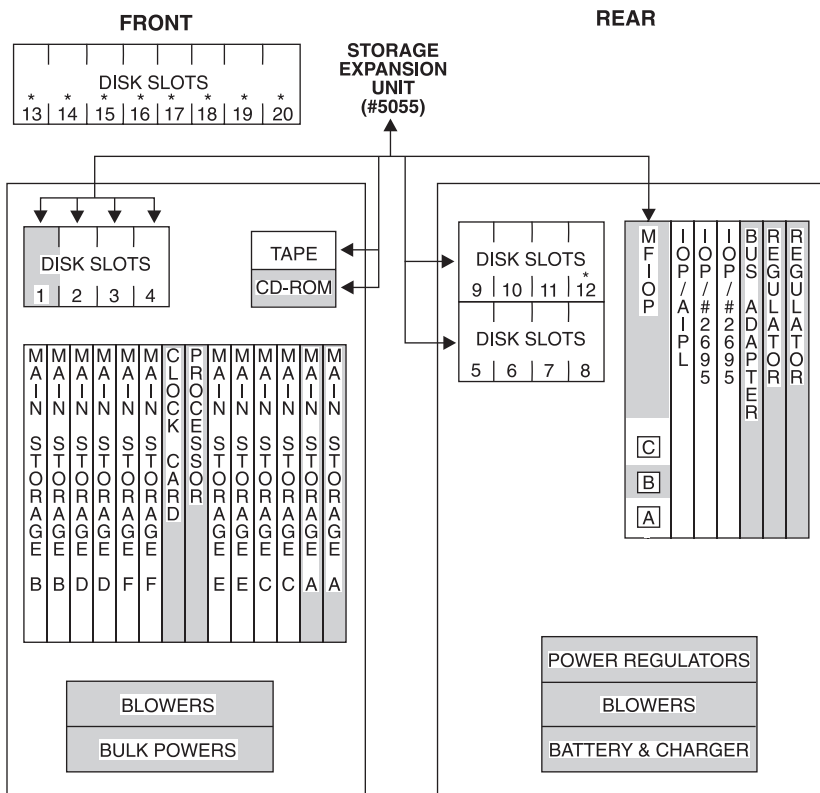 FRONT
REAR
STORAGE
EXPANSION
UNIT
(#5055)
DISK SLOTS
* * * * * * * *
13 14 15 16 17 18 19 20
DISK SLOTS
1 2 3 4
TAPE
CD-ROM
DISK SLOTS
*
9 10 11 12
DISK SLOTS
5 6 7 8
MFIOP
C
B
A
IOP/AIPL
IOP/#2695
IOP/#2695
BUS ADAPTER
REGULATOR
REGULATOR
MAIN STORAGE B
MAIN STORAGE B
MAIN STORAGE D
MAIN STORAGE D
MAIN STORAGE F
MAIN STORAGE F
CLOCK CARD
PROCESSOR
MAIN STORAGE E
MAIN STORAGE E
MAIN STORAGE C
MAIN STORAGE C
MAIN STORAGE A
MAIN STORAGE A
BLOWERS
BULK POWERS
POWER REGULATORS
BLOWERS
BATTERY & CHARGER